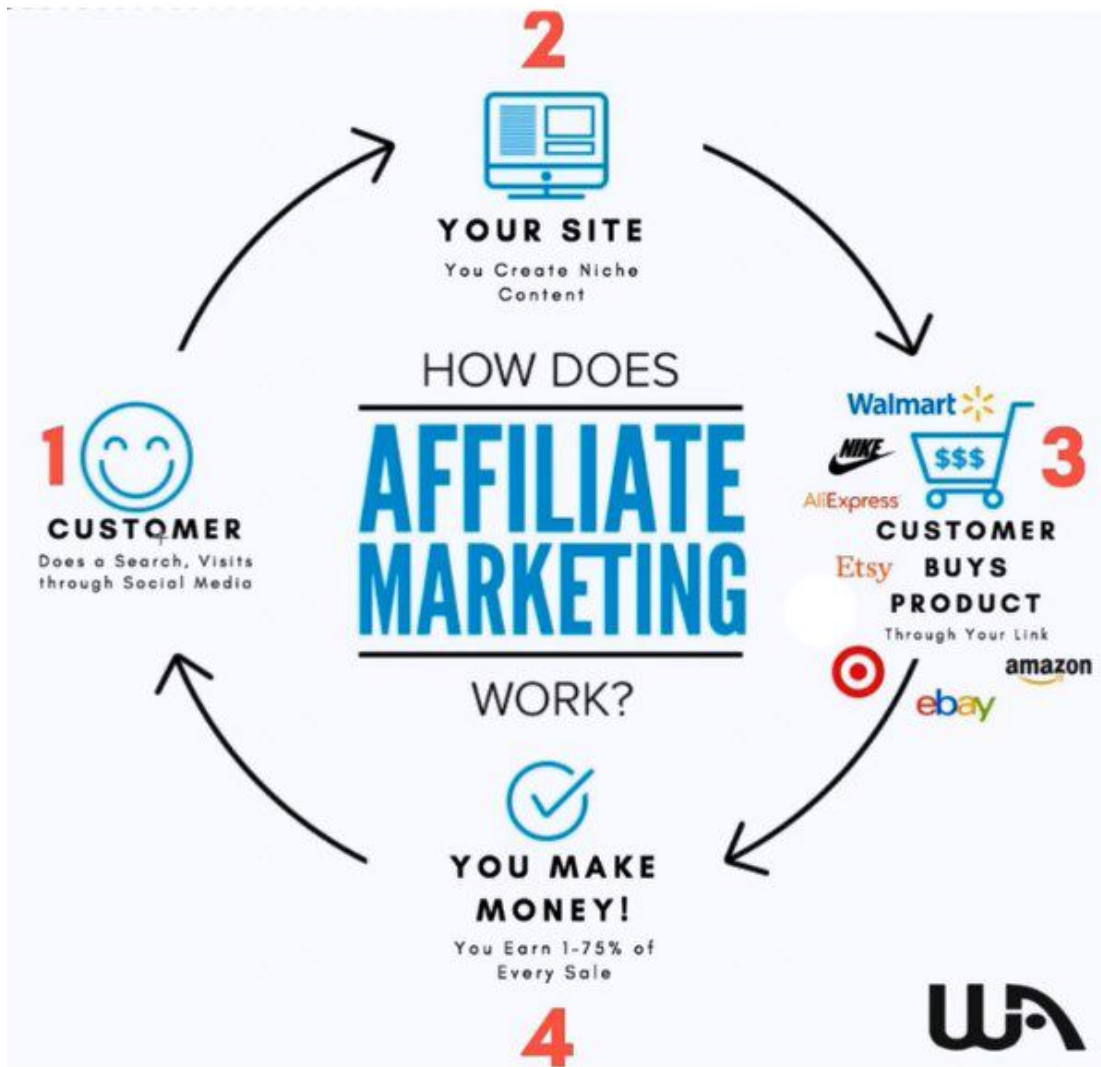 2
YOUR SITE
You Create Niche
Content
HOW DOES
AFFILIATE
MARKETING
WORK?
1
CUSTOMER
Does a Search, Visits
through Social Media
Walmart
NIKE
$$$
3
AliExpress
CUSTOMER
Etsy BUYS
PRODUCT
Through Your Link
amazon
ebay
YOU MAKE
MONEY!
You Earn 1-75% of
Every Sale
4
WA